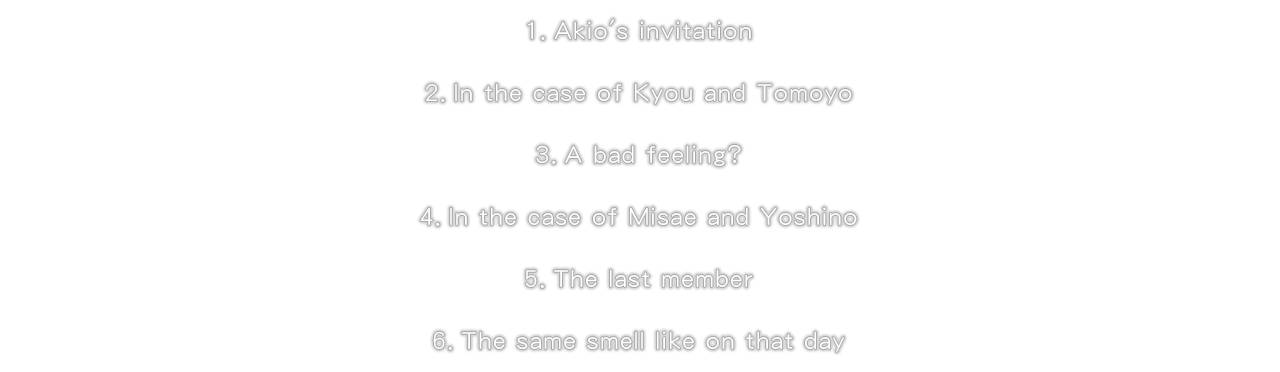 1. Akio's invitation
2. In the case of Kyou and Tomoyo
3. A bad feeling?
4. In the case of Misae and Yoshino
5. The last member
6. The same smell like on that day